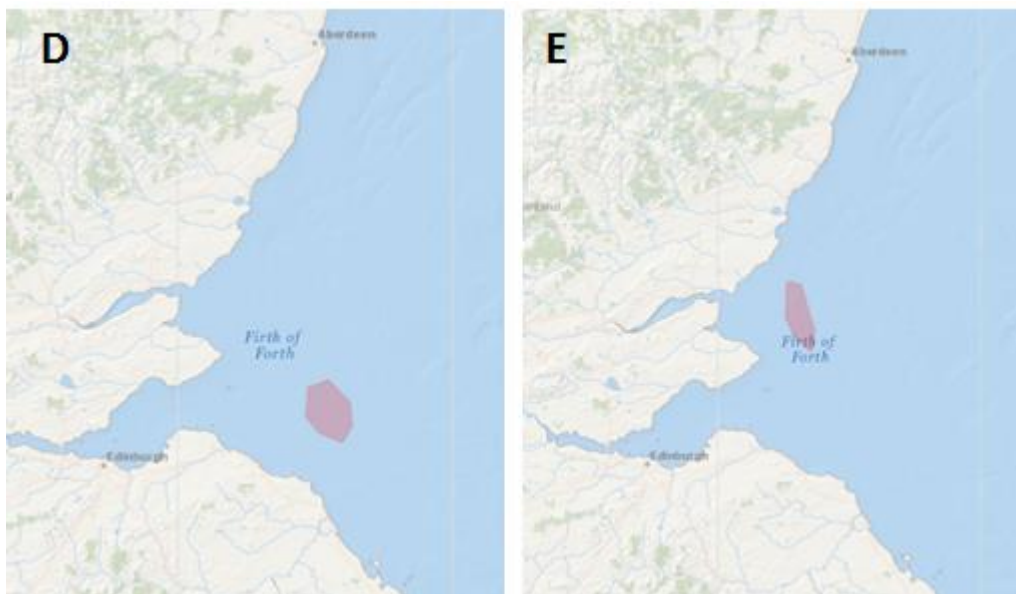 D
Aberdeen
Firth of
Forth
Edinburgh
E
Aberdeen
Firth of
Forth
Edinburgh